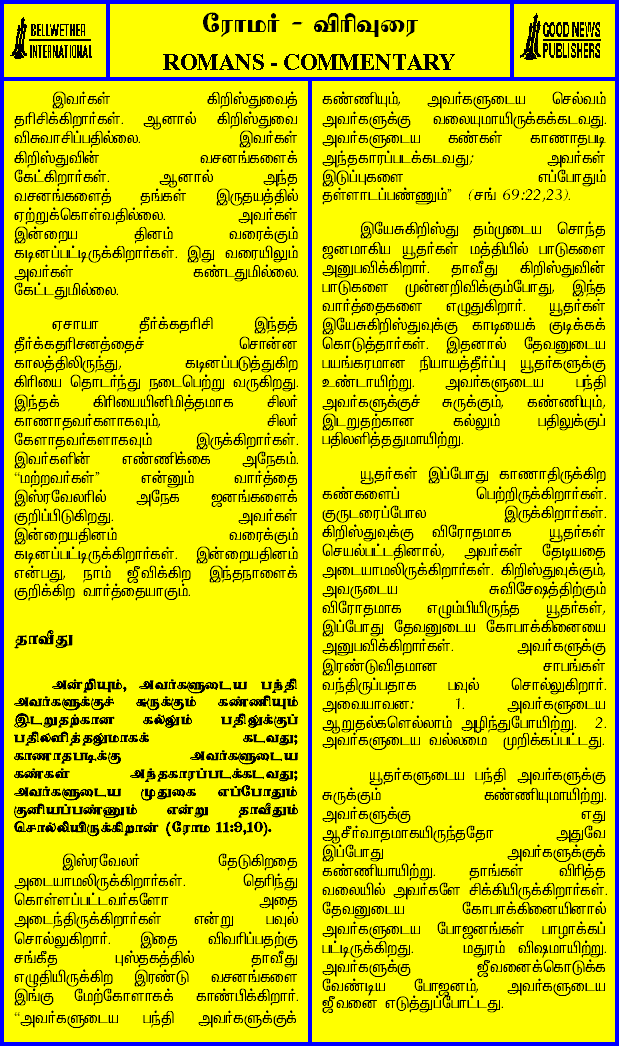 BELLWETHER
INTERNATIONAL
ரோமர் - விரிவுரை
ROMANS - COMMENTARY
GOOD NEWS
PUBLISHERS
இவர்கள் கிறிஸ்துவைத்
தரிசிக்கிறார்கள். ஆனால் கிறிஸ்துவை
விசுவாசிப்பதில்லை. இவர்கள்
கிறிஸ்துவின் வசனங்களைக்
கேட்கிறார்கள். ஆனால் அந்த
வசனங்களைத் தங்கள் இருதயத்தில்
ஏற்றுக்கொள்வதில்லை. அவர்கள்
இன்றைய தினம் வரைக்கும்
கடினப்பட்டிருக்கிறார்கள். இது வரையிலும்
அவர்கள் கண்டதுமில்லை.
கேட்டதுமில்லை.
ஏசாயா தீர்க்கதரிசி இந்தத்
தீர்க்கதரிசனத்தைச் சொன்ன
காலத்திலிருந்து, கடினப்படுத்துகிற
கிரியை தொடர்ந்து நடைபெற்று வருகிறது.
இந்தக் கிரியையினிமித்தமாக சிலர்
காணாதவர்களாகவும், சிலர்
கேளாதவர்களாகவும் இருக்கிறார்கள்.
இவர்களின் எண்ணிக்கை அநேகம்.
“மற்றவர்கள்” என்னும் வார்த்தை
இஸ்ரவேலரில் அநேக ஜனங்களைக்
குறிப்பிடுகிறது. அவர்கள்
இன்றையதினம் வரைக்கும்
கடினப்பட்டிருக்கிறார்கள். இன்றையதினம்
என்பது, நாம் ஜீவிக்கிற இந்தநாளைக்
குறிக்கிற வார்த்தையாகும்.
தாவீது
அன்றியும், அவர்களுடைய பந்தி
அவர்களுக்குச் சுருக்கும் கண்ணியும்
இடறுதற்கான கல்லும் பதிலுக்குப்
பதிலளித்தலுமாகக் கடவது;
காணாதபடிக்கு அவர்களுடைய
கண்கள் அந்தகாரப்படக்கடவது;
அவர்களுடைய முதுகை எப்போதும்
குனியப்பண்ணும் என்று தாவீதும்
சொல்லியிருக்கிறான் (ரோம 11:9,10).
இஸ்ரவேலர் தேடுகிறதை
அடையாமலிருக்கிறார்கள். தெரிந்து
கொள்ளப்பட்டவர்களோ அதை
அடைந்திருக்கிறார்கள் என்று பவுல்
சொல்லுகிறார். இதை விவரிப்பதற்கு
சங்கீத புஸ்தகத்தில் தாவீது
எழுதியிருக்கிற இரண்டு வசனங்களை
இங்கு மேற்கோளாகக் காண்பிக்கிறார்.
“அவர்களுடைய பந்தி அவர்களுக்குக்
கண்ணியும், அவர்களுடைய செல்வம்
அவர்களுக்கு வலையுமாயிருக்கக்கடவது.
அவர்களுடைய கண்கள் காணாதபடி
அந்தகாரப்படக்கடவது; அவர்கள்
இடுப்புகளை எப்போதும்
தள்ளாடப்பண்ணும்” (சங் 69:22,23).
இயேசுகிறிஸ்து தம்முடைய சொந்த
ஜனமாகிய யூதர்கள் மத்தியில் பாடுகளை
அனுபவிக்கிறார். தாவீது கிறிஸ்துவின்
பாடுகளை முன்னறிவிக்கும்போது, இந்த
வார்த்தைகளை எழுதுகிறார். யூதர்கள்
இயேசுகிறிஸ்துவுக்கு காடியைக் குடிக்கக்
கொடுத்தார்கள். இதனால் தேவனுடைய
பயங்கரமான நியாயத்தீர்ப்பு யூதர்களுக்கு
உண்டாயிற்று. அவர்களுடைய பந்தி
அவர்களுக்குச் சுருக்கும், கண்ணியும்,
இடறுதற்கான கல்லும் பதிலுக்குப்
பதிலளித்ததுமாயிற்று.
யூதர்கள் இப்போது காணாதிருக்கிற
கண்களைப் பெற்றிருக்கிறார்கள்.
குருடரைப்போல இருக்கிறார்கள்.
கிறிஸ்துவுக்கு விரோதமாக யூதர்கள்
செயல்பட்டதினால், அவர்கள் தேடியதை
அடையாமலிருக்கிறார்கள். கிறிஸ்துவுக்கும்,
அவருடைய சுவிசேஷத்திற்கும்
விரோதமாக எழும்பியிருந்த யூதர்கள்,
இப்போது தேவனுடைய கோபாக்கினையை
அனுபவிக்கிறார்கள். அவர்களுக்கு
இரண்டுவிதமான சாபங்கள்
வந்திருப்பதாக பவுல் சொல்லுகிறார்.
அவையாவன: 1. அவர்களுடைய
ஆறுதல்களெல்லாம் அழிந்துபோயிற்று. 2.
அவர்களுடைய வல்லமை முறிக்கப்பட்டது.
யூதர்களுடைய பந்தி அவர்களுக்கு
சுருக்கும் கண்ணியுமாயிற்று.
அவர்களுக்கு எது
ஆசீர்வாதமாகயிருந்ததோ அதுவே
இப்போது அவர்களுக்குக்
கண்ணியாயிற்று. தாங்கள் விரித்த
வலையில் அவர்களே சிக்கியிருக்கிறார்கள்.
தேவனுடைய கோபாக்கினையினால்
அவர்களுடைய போஜனங்கள் பாழாக்கப்
பட்டிருக்கிறது. மதுரம் விஷமாயிற்று.
அவர்களுக்கு ஜீவனைக்கொடுக்க
வேண்டிய போஜனம், அவர்களுடைய
ஜீவனை எடுத்துப்போட்டது.